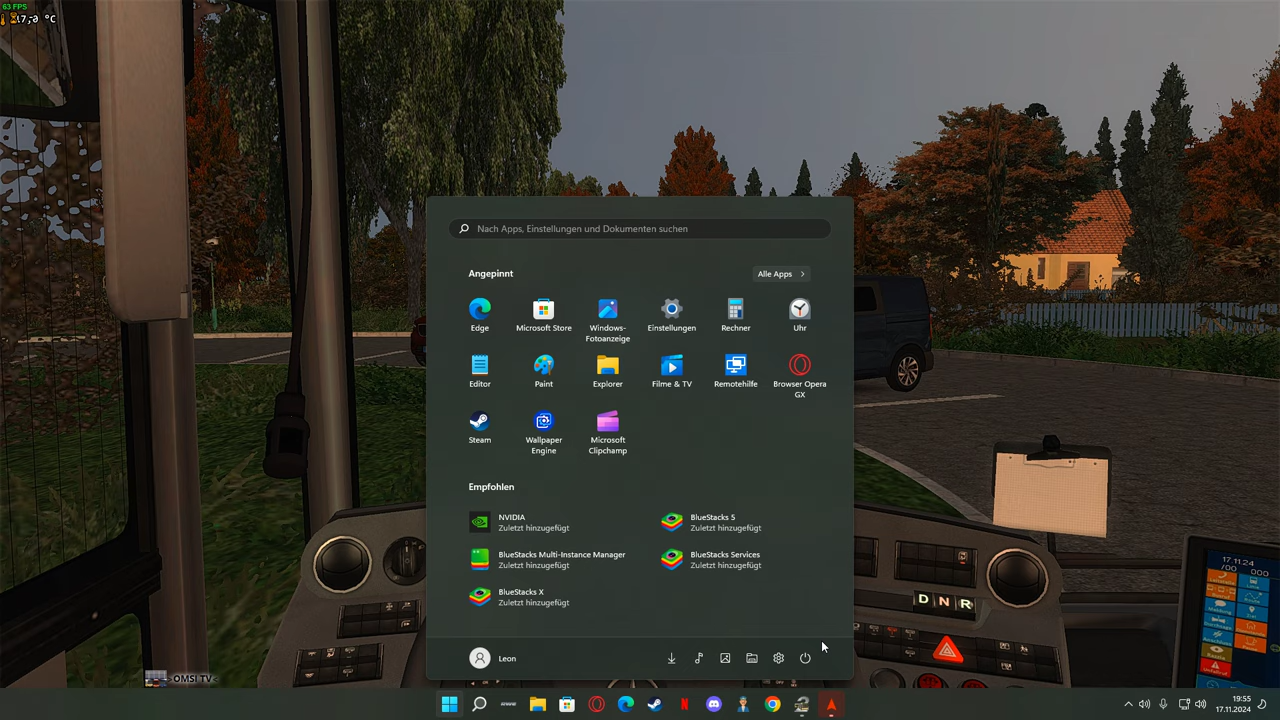 63 FPS
Nach Apps, Einstellungen und Dokumenten suchen
Angepinnt
Alle Apps
Edge
Microsoft Store
Windows-
Fotoanzeige
Einstellungen
Rechner
Uhr
Editor
Paint
Explorer
Filme & TV
Remotehilfe
Browser Opera
GX
Steam
Wallpaper
Engine
Microsoft
Clipchamp
Empfohlen
NVIDIA
Zuletzt hinzugefügt
BlueStacks 5
Zuletzt hinzugefügt
BlueStacks Multi-Instance Manager
Zuletzt hinzugefügt
BlueStacks Services
Zuletzt hinzugefügt
BlueStacks X
Zuletzt hinzugefügt
Leon
D N R
17.11.24
/00 000
- OMSI TV -
19:55
17.11.2024